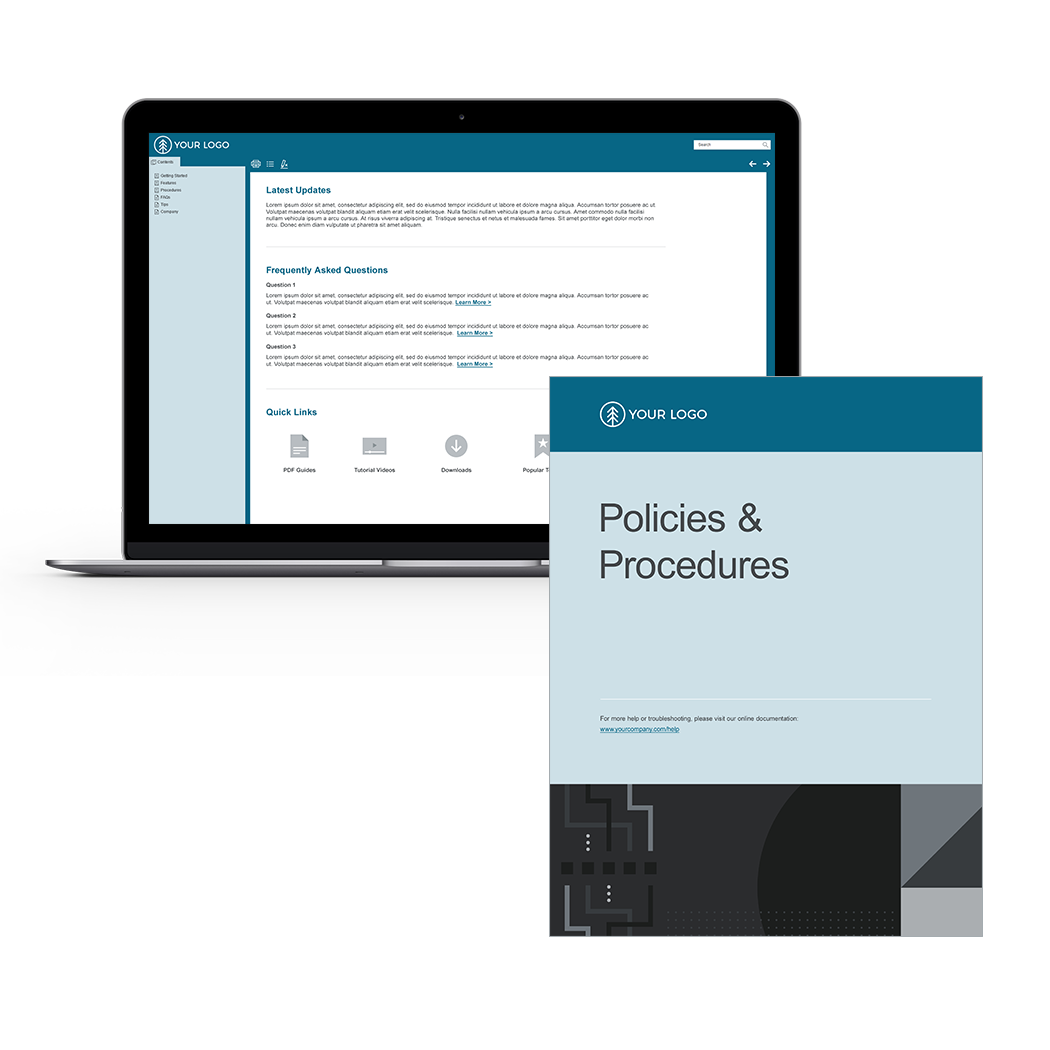 YOUR LOGO
Search
Contents
Getting Started
Features
Procedures
FAQs
Tips
Company
Latest Updates
Lorem ipsum dolor sit amet, consectetur adipiscing elit, sed do eiusmod tempor incididunt ut labore et dolore magna aliqua. Accumsan tortor posuere ac ut.
Volutpat maecenas volutpat blandit aliquam etiam erat velit scelerisque. Nulla facilisi nullam vehicula ipsum a arcu cursus. Amet commodo nulla facilisi
nullam vehicula ipsum a arcu cursus. At risus viverra adipiscing at. Tristique senectus et netus et malesuada fames. Sit amet porttitor eget dolor morbi non
arcu. Donec enim diam vulputate ut pharetra sit amet aliquam.
Frequently Asked Questions
Question 1
Lorem ipsum dolor sit amet, consectetur adipiscing elit, sed do eiusmod tempor incididunt ut labore et dolore magna aliqua. Accumsan tortor posuere ac
ut. Volutpat maecenas volutpat blandit aliquam etiam erat velit scelerisque. Learn More >
Question 2
Lorem ipsum dolor sit amet, consectetur adipiscing elit, sed do eiusmod tempor incididunt ut labore et dolore magna aliqua. Accumsan tortor posuere ac
ut. Volutpat maecenas volutpat blandit aliquam etiam erat velit scelerisque. Learn More >
Question 3
Lorem ipsum dolor sit amet, consectetur adipiscing elit, sed do eiusmod tempor incididunt ut labore et dolore magna aliqua. Accumsan tortor posuere ac
ut. Volutpat maecenas volutpat blandit aliquam etiam erat velit scelerisque. Learn More >
Quick Links
PDF Guides
Tutorial Videos
Downloads
Popular
YOUR LOGO
Policies &
Procedures
For more help or troubleshooting, please visit our online documentation:
www.yourcompany.com/help